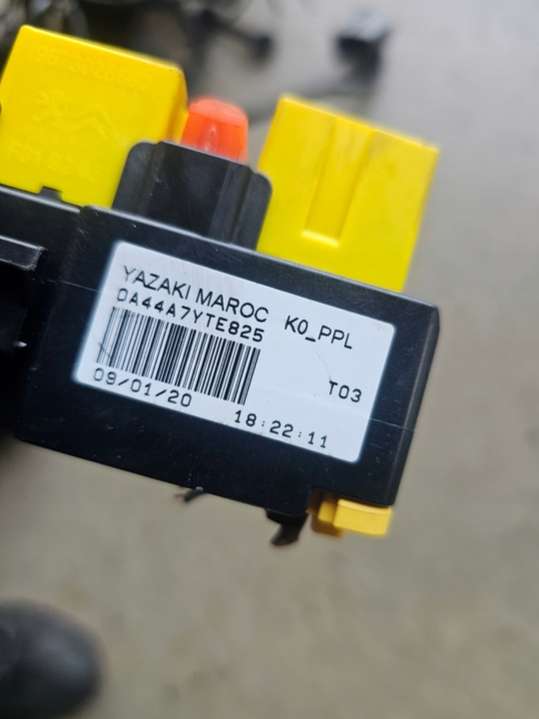 YAZAKI MAROC K0_PPL
0A44A7YTE825
T03
09/01/20 18:22:11